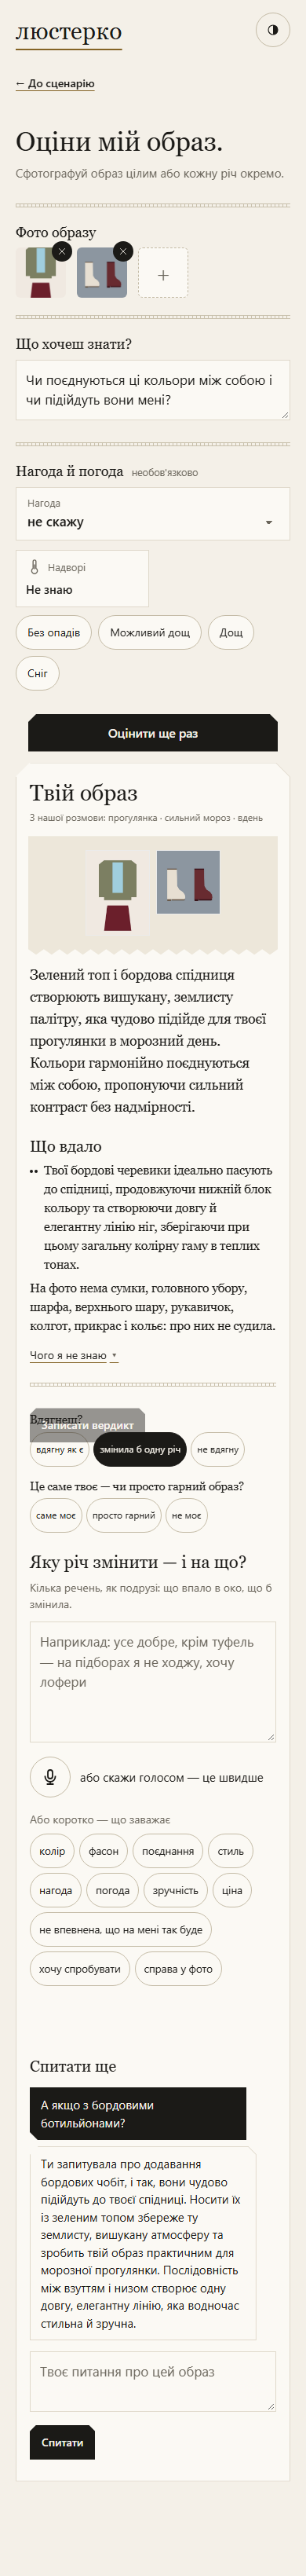 люстерко
← До сценарію
Оціни мій образ.
Сфотографуй образ цілим або кожну річ окремо.
Фото образу
Що хочеш знати?
Чи поєднуються ці кольори між собою і
чи підійдуть вони мені?
Нагода й погода необов'язково
Нагода
не скажу
Надворі
Не знаю
Без опадів Можливий дощ Дощ
Сніг
Оцінити ще раз
Твій образ
З нашої розмови: прогулянка · сильний мороз · вдень
Зелений топ і бордова спідниця
створюють вишукану, землисту
палітру, яка чудово підійде для твоєї
прогулянки в морозний день.
Кольори гармонійно поєднуються
між собою, пропонуючи сильний
контраст без надмірності.
Що вдало
Твої бордові черевики ідеально пасують
до спідниці, продовжуючи нижній блок
кольору та створюючи довгу й
елегантну лінію ніг, зберігаючи при
цьому загальну колірну гаму в теплих
тонах.
На фото нема сумки, головного убору,
шарфа, верхнього шару, рукавичок,
колгот, прикрас і кольє: про них не судила.
Чого я не знаю
Вдягнеш?
Записати вердикт
вдягну як є змінила б одну річ не вдягну
Це саме твоє — чи просто гарний образ?
саме моє просто гарний не моє
Яку річ змінити — і на що?
Кілька речень, як подрузі: що впало в око, що б
змінила.
Наприклад: усе добре, крім туфель
— на підборах я не ходжу, хочу
лофери
або скажи голосом — це швидше
Або коротко — що заважає
колір фасон поєднання стиль
нагода погода зручність ціна
не впевнена, що на мені так буде
хочу спробувати справа у фото
Спитати ще
А якщо з бордовими
ботильйонами?
Ти запитувала про додавання
бордових чобіт, і так, вони чудово
підійдуть до твоєї спідниці. Носити їх
із зеленим топом збереже ту
землисту, вишукану атмосферу та
зробить твій образ практичним для
морозної прогулянки. Послідовність
між взуттям і низом створює одну
довгу, елегантну лінію, яка водночас
стильна й зручна.
Твоє питання про цей образ
Спитати